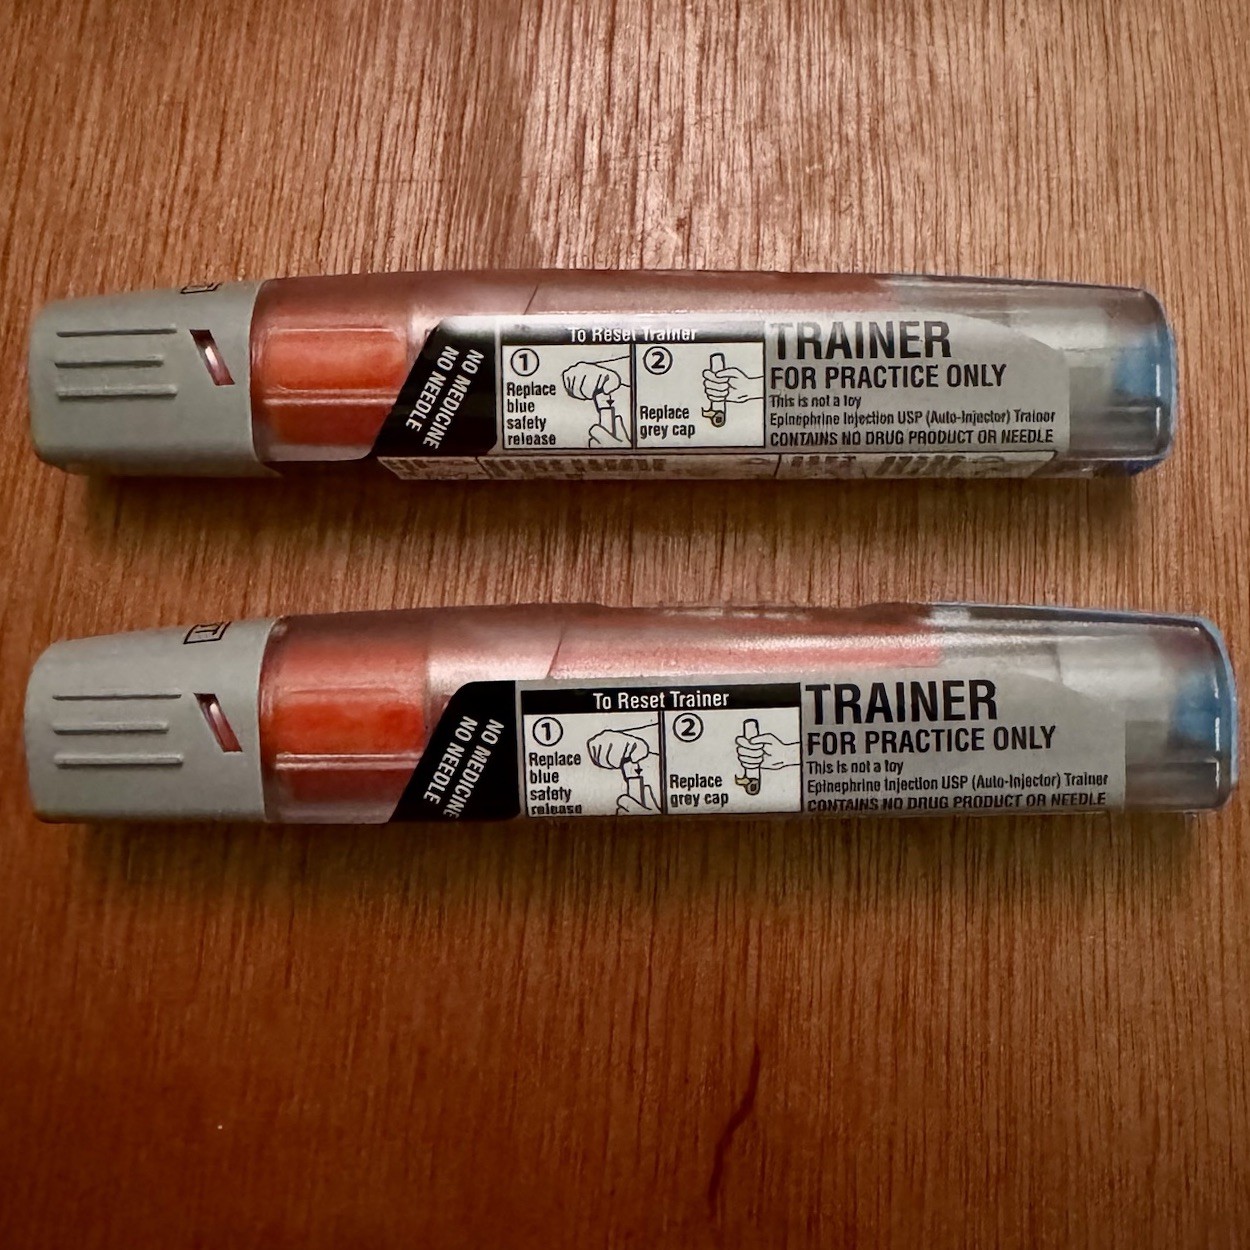 NO MEDICINE
NO NEEDLE
To Reset Trainer
1
Replace
blue
safety
release
2
Replace
grey cap
TRAINER
FOR PRACTICE ONLY
This is not a toy
Epinephrine Injection USP (Auto-Injector) Trainer
CONTAINS NO DRUG PRODUCT OR NEEDLE
NO MEDICINE
NO NEEDLE
To Reset Trainer
1
Replace
blue
safety
release
2
Replace
grey cap
TRAINER
FOR PRACTICE ONLY
This is not a toy
Epinephrine Injection USP (Auto-Injector) Trainer
CONTAINS NO DRUG PRODUCT OR NEEDLE